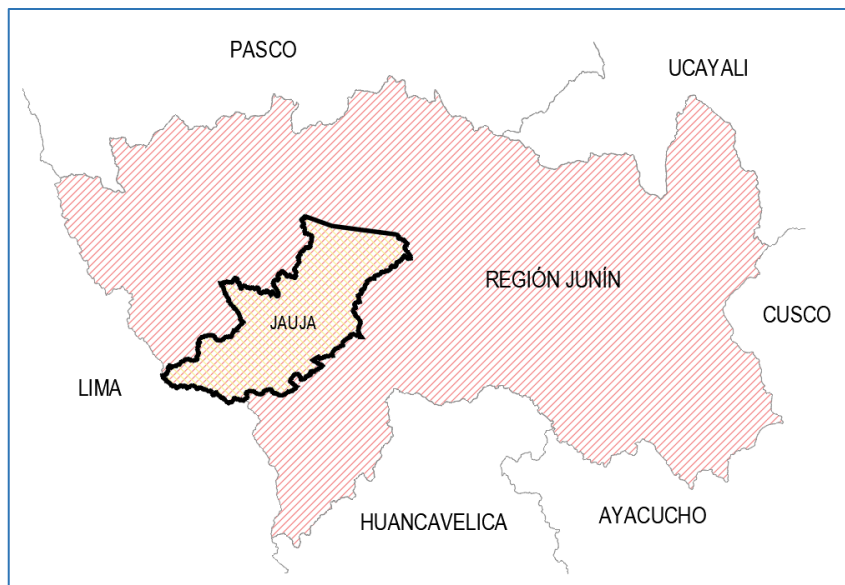 PASCO
UCAYALI
REGIÓN JUNÍN
CUSCO
JAUJA
LIMA
HUANCAVELICA
AYACUCHO